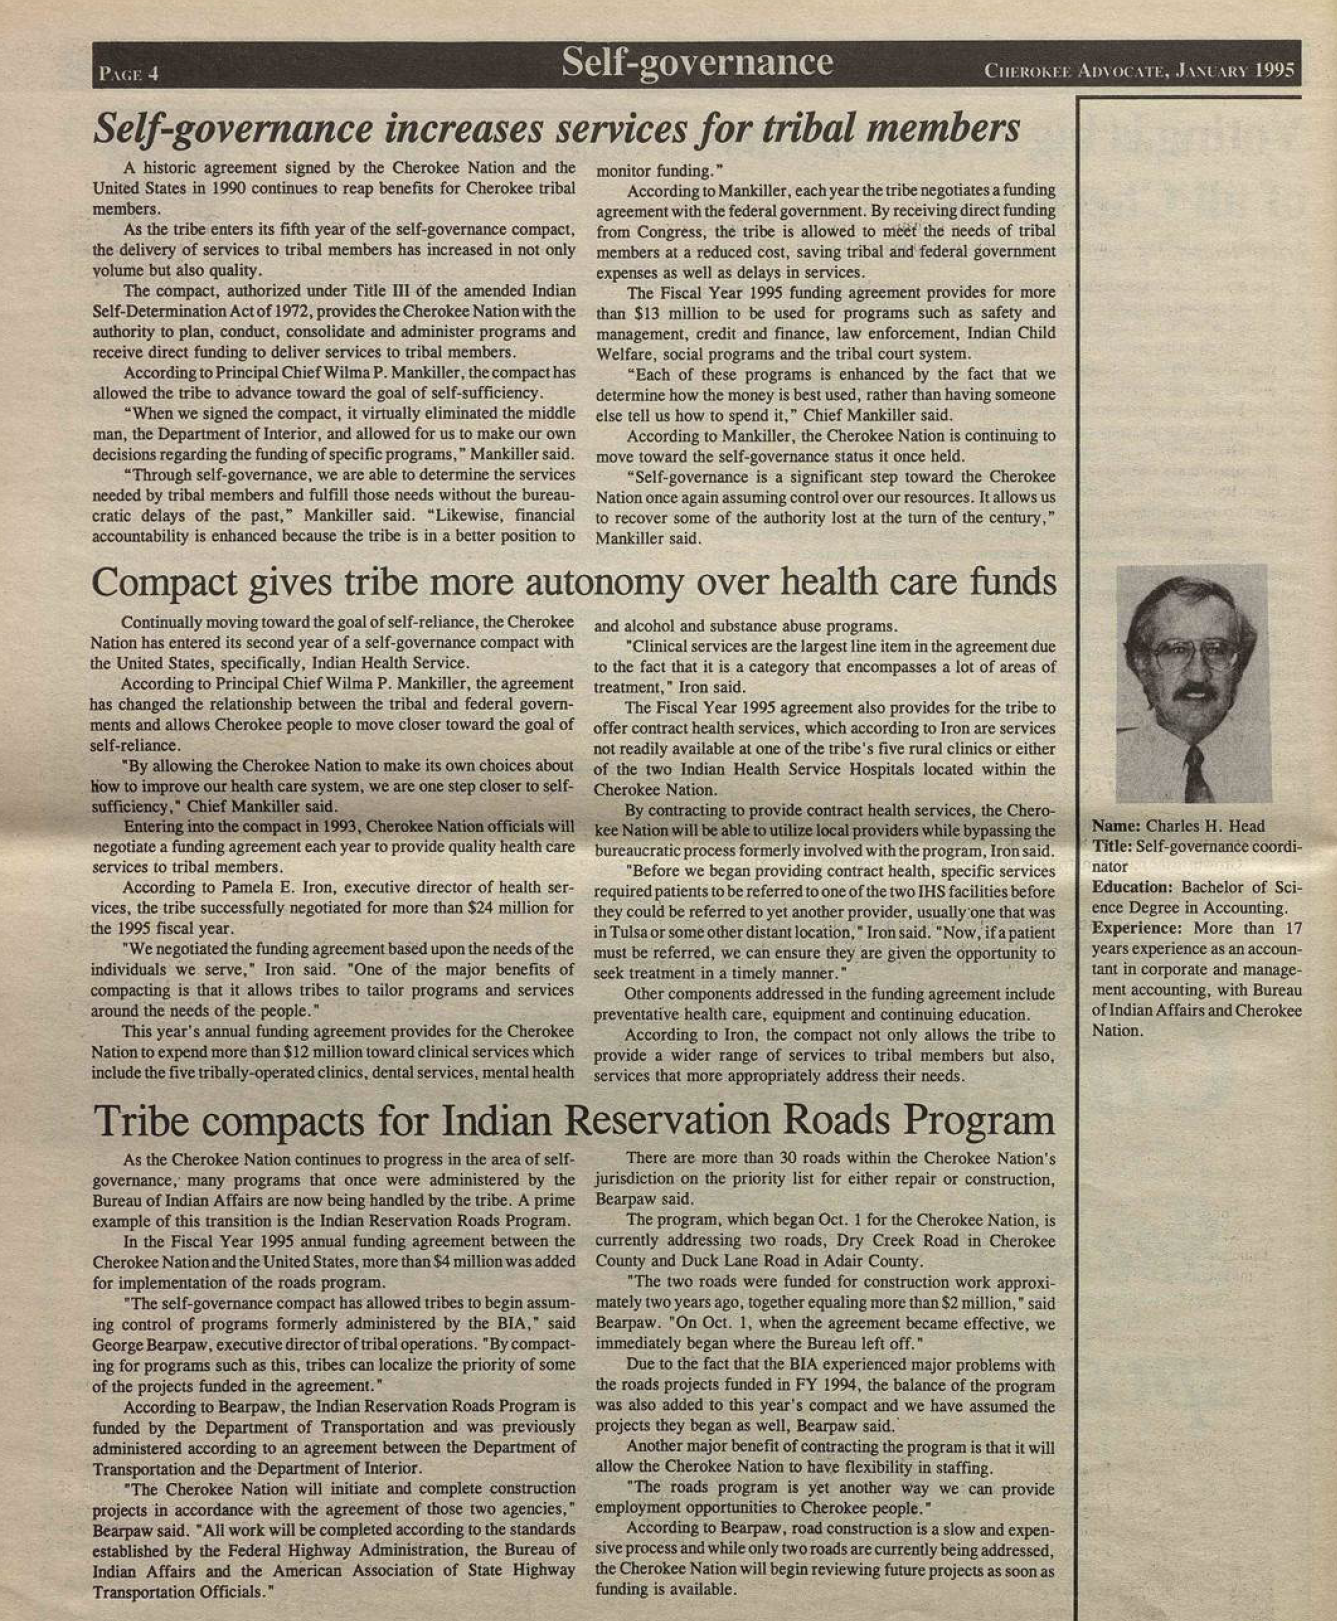 PAGE 4
Self-governance
CHEROKEE ADVOCATE, JANUARY 1995
Self-governance increases services for tribal members
A historic agreement signed by the Cherokee Nation and the
United States in 1990 continues to reap benefits for Cherokee tribal
members.
As the tribe enters its fifth year of the self-governance compact,
the delivery of services to tribal members has increased in not only
volume but also quality.
The compact, authorized under Title III of the amended Indian
Self-Determination Act of 1972, provides the Cherokee Nation with the
authority to plan, conduct, consolidate and administer programs and
receive direct funding to deliver services to tribal members.
According to Principal Chief Wilma P. Mankiller, the compact has
allowed the tribe to advance toward the goal of self-sufficiency.
“When we signed the compact, it virtually eliminated the middle
man, the Department of Interior, and allowed for us to make our own
decisions regarding the funding of specific programs,” Mankiller said.
“Through self-governance, we are able to determine the services
needed by tribal members and fulfill those needs without the bureau-
cratic delays of the past,” Mankiller said. “Likewise, financial
accountability is enhanced because the tribe is in a better position to
monitor funding.”
According to Mankiller, each year the tribe negotiates a funding
agreement with the federal government. By receiving direct funding
from Congress, the tribe is allowed to meet the needs of tribal
members at a reduced cost, saving tribal and federal government
expenses as well as delays in services.
The Fiscal Year 1995 funding agreement provides for more
than $13 million to be used for programs such as safety and
management, credit and finance, law enforcement, Indian Child
Welfare, social programs and the tribal court system.
“Each of these programs is enhanced by the fact that we
determine how the money is best used, rather than having someone
else tell us how to spend it,” Chief Mankiller said.
According to Mankiller, the Cherokee Nation is continuing to
move toward the self-governance status it once held.
“Self-governance is a significant step toward the Cherokee
Nation once again assuming control over our resources. It allows us
to recover some of the authority lost at the turn of the century,”
Mankiller said.
Compact gives tribe more autonomy over health care funds
Continually moving toward the goal of self-reliance, the Cherokee
Nation has entered its second year of a self-governance compact with
the United States, specifically, Indian Health Service.
According to Principal Chief Wilma P. Mankiller, the agreement
has changed the relationship between the tribal and federal govern-
ments and allows Cherokee people to move closer toward the goal of
self-reliance.
"By allowing the Cherokee Nation to make its own choices about
how to improve our health care system, we are one step closer to self-
sufficiency," Chief Mankiller said.
Entering into the compact in 1993, Cherokee Nation officials will
negotiate a funding agreement each year to provide quality health care
services to tribal members.
According to Pamela E. Iron, executive director of health ser-
vices, the tribe successfully negotiated for more than $24 million for
the 1995 fiscal year.
"We negotiated the funding agreement based upon the needs of the
individuals we serve," Iron said. "One of the major benefits of
compacting is that it allows tribes to tailor programs and services
around the needs of the people."
This year's annual funding agreement provides for the Cherokee
Nation to expend more than $12 million toward clinical services which
include the five tribally-operated clinics, dental services, mental health
and alcohol and substance abuse programs.
"Clinical services are the largest line item in the agreement due
to the fact that it is a category that encompasses a lot of areas of
treatment," Iron said.
The Fiscal Year 1995 agreement also provides for the tribe to
offer contract health services, which according to Iron are services
not readily available at one of the tribe's five rural clinics or either
of the two Indian Health Service Hospitals located within the
Cherokee Nation.
By contracting to provide contract health services, the Chero-
kee Nation will be able to utilize local providers while bypassing the
bureaucratic process formerly involved with the program, Iron said.
"Before we began providing contract health, specific services
required patients to be referred to one of the two IHS facilities before
they could be referred to yet another provider, usually one that was
in Tulsa or some other distant location," Iron said. "Now, if a patient
must be referred, we can ensure they are given the opportunity to
seek treatment in a timely manner."
Other components addressed in the funding agreement include
preventative health care, equipment and continuing education.
According to Iron, the compact not only allows the tribe to
provide a wider range of services to tribal members but also,
services that more appropriately address their needs.
Name: Charles H. Head
Title: Self-governance coordi-
nator
Education: Bachelor of Sci-
ence Degree in Accounting.
Experience: More than 17
years experience as an accoun-
tant in corporate and manage-
ment accounting, with Bureau
of Indian Affairs and Cherokee
Nation.
Tribe compacts for Indian Reservation Roads Program
As the Cherokee Nation continues to progress in the area of self-
governance, many programs that once were administered by the
Bureau of Indian Affairs are now being handled by the tribe. A prime
example of this transition is the Indian Reservation Roads Program.
In the Fiscal Year 1995 annual funding agreement between the
Cherokee Nation and the United States, more than $4 million was added
for implementation of the roads program.
"The self-governance compact has allowed tribes to begin assum-
ing control of programs formerly administered by the BIA," said
George Bearpaw, executive director of tribal operations. "By compact-
ing for programs such as this, tribes can localize the priority of some
of the projects funded in the agreement."
According to Bearpaw, the Indian Reservation Roads Program is
funded by the Department of Transportation and was previously
administered according to an agreement between the Department of
Transportation and the Department of Interior.
"The Cherokee Nation will initiate and complete construction
projects in accordance with the agreement of those two agencies,"
Bearpaw said. "All work will be completed according to the standards
established by the Federal Highway Administration, the Bureau of
Indian Affairs and the American Association of State Highway
Transportation Officials."
There are more than 30 roads within the Cherokee Nation's
jurisdiction on the priority list for either repair or construction,
Bearpaw said.
The program, which began Oct. 1 for the Cherokee Nation, is
currently addressing two roads, Dry Creek Road in Cherokee
County and Duck Lane Road in Adair County.
"The two roads were funded for construction work approxi-
mately two years ago, together equaling more than $2 million," said
Bearpaw. "On Oct. 1, when the agreement became effective, we
immediately began where the Bureau left off."
Due to the fact that the BIA experienced major problems with
the roads projects funded in FY 1994, the balance of the program
was also added to this year's compact and we have assumed the
projects they began as well, Bearpaw said.
Another major benefit of contracting the program is that it will
allow the Cherokee Nation to have flexibility in staffing.
"The roads program is yet another way we can provide
employment opportunities to Cherokee people."
According to Bearpaw, road construction is a slow and expen-
sive process and while only two roads are currently being addressed,
the Cherokee Nation will begin reviewing future projects as soon as
funding is available.